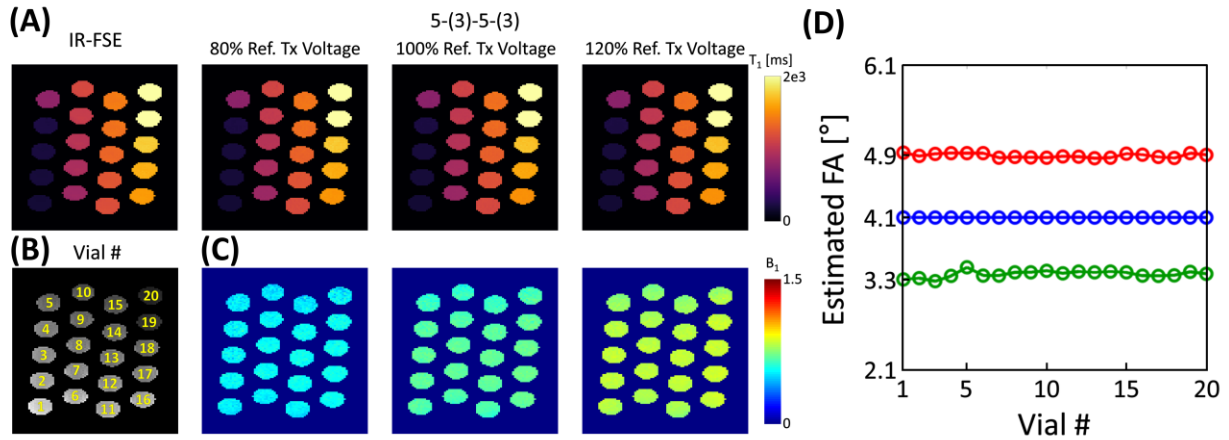 (A)
IR-FSE
5-(3)-5-(3)
80% Ref. Tx Voltage
100% Ref. Tx Voltage
120% Ref. Tx Voltage
T1 [ms]
2e3
0
(B)
Vial #
5
10
15
20
4
9
14
19
3
8
13
18
2
7
12
17
1
6
11
16
(C)
B1
1.5
0
(D)
Estimated FA [°]
6.1
4.9
4.1
3.3
2.1
1
5
10
15
20
Vial #